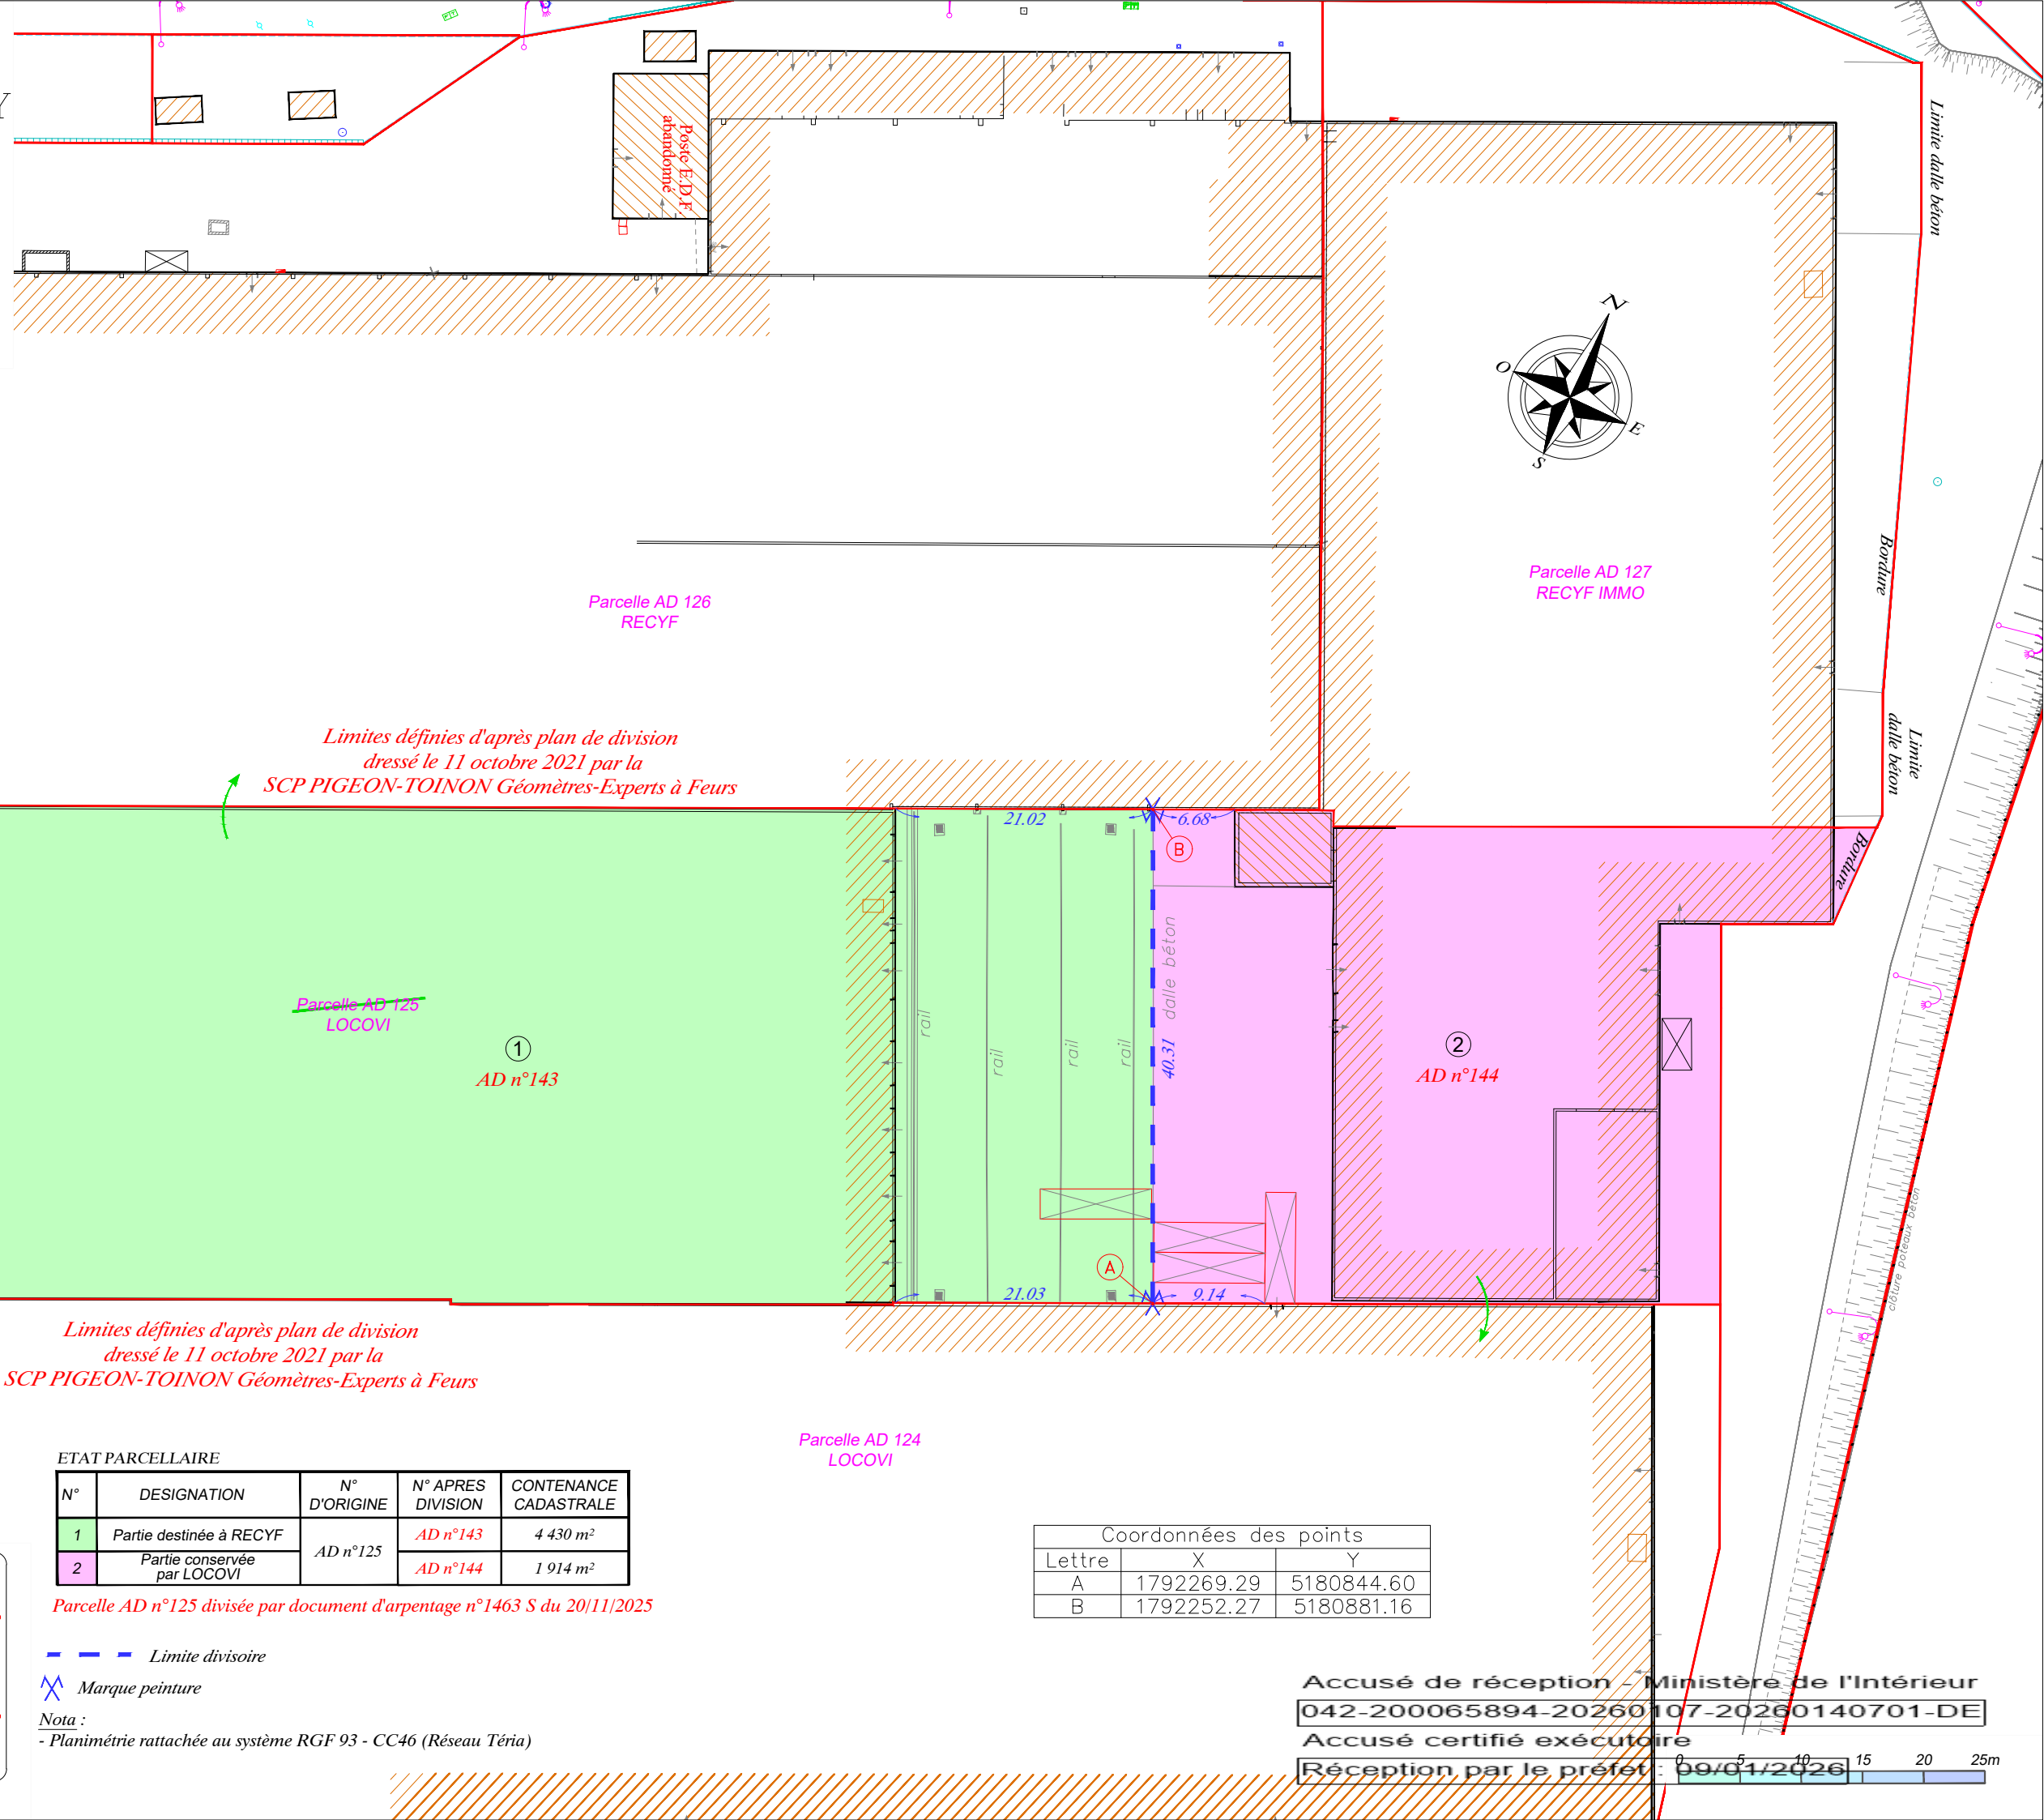 Y
Poste E.D.F.
abandonné
Limite dalle béton
N
O
E
S
Bordure
Parcelle AD 127
RECYF IMMO
Parcelle AD 126
RECYF
Limite
dalle béton
Limites définies d'après plan de division
dressé le 11 octobre 2021 par la
SCP PIGEON-TOINON Géomètres-Experts à Feurs
21.02
6.68
B
Bordure
dalle béton
40.31
rail
rail
rail
rail
Parcelle AD 125
LOCOVI
1
AD n°143
2
AD n°144
A
21.03
9.14
clôture poteaux béton
Limites définies d'après plan de division
dressé le 11 octobre 2021 par la
SCP PIGEON-TOINON Géomètres-Experts à Feurs
Parcelle AD 124
LOCOVI
ETAT PARCELLAIRE
N° DESIGNATION N° D'ORIGINE N° APRES DIVISION CONTENANCE CADASTRALE
1 Partie destinée à RECYF AD n°125 AD n°143 4 430 m²
2 Partie conservée par LOCOVI AD n°144 1 914 m²
Parcelle AD n°125 divisée par document d'arpentage n°1463 S du 20/11/2025
Coordonnées des points
Lettre X Y
A 1792269.29 5180844.60
B 1792252.27 5180881.16
Limite divisoire
Marque peinture
Nota :
- Planimétrie rattachée au système RGF 93 - CC46 (Réseau Téria)
Accusé de réception - Ministère de l'Intérieur
042-200065894-20260107-20260140701-DE
Accusé certifié exécutoire
Réception par le préfet : 09/01/2026
0 5 10 15 20 25m